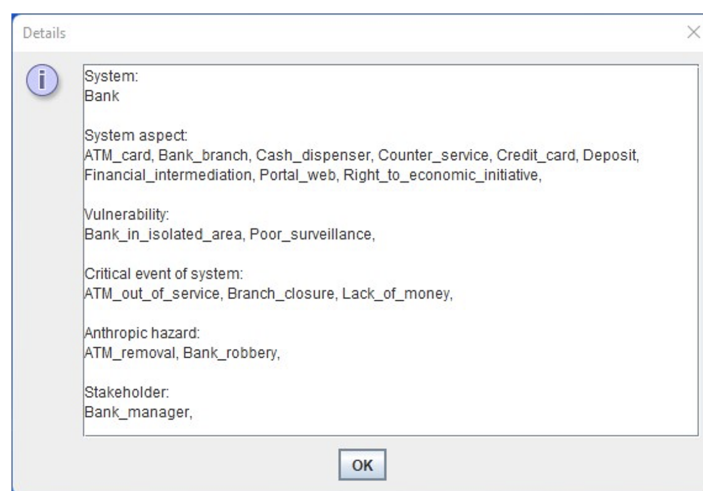 Details
System:
Bank
System aspect:
ATM_card, Bank_branch, Cash_dispenser, Counter_service, Credit_card, Deposit,
Financial_intermediation, Portal_web, Right_to_economic_initiative,
Vulnerability:
Bank_in_isolated_area, Poor_surveillance,
Critical event of system:
ATM_out_of_service, Branch_closure, Lack_of_money,
Anthropic hazard:
ATM_removal, Bank_robbery,
Stakeholder:
Bank_manager,
OK